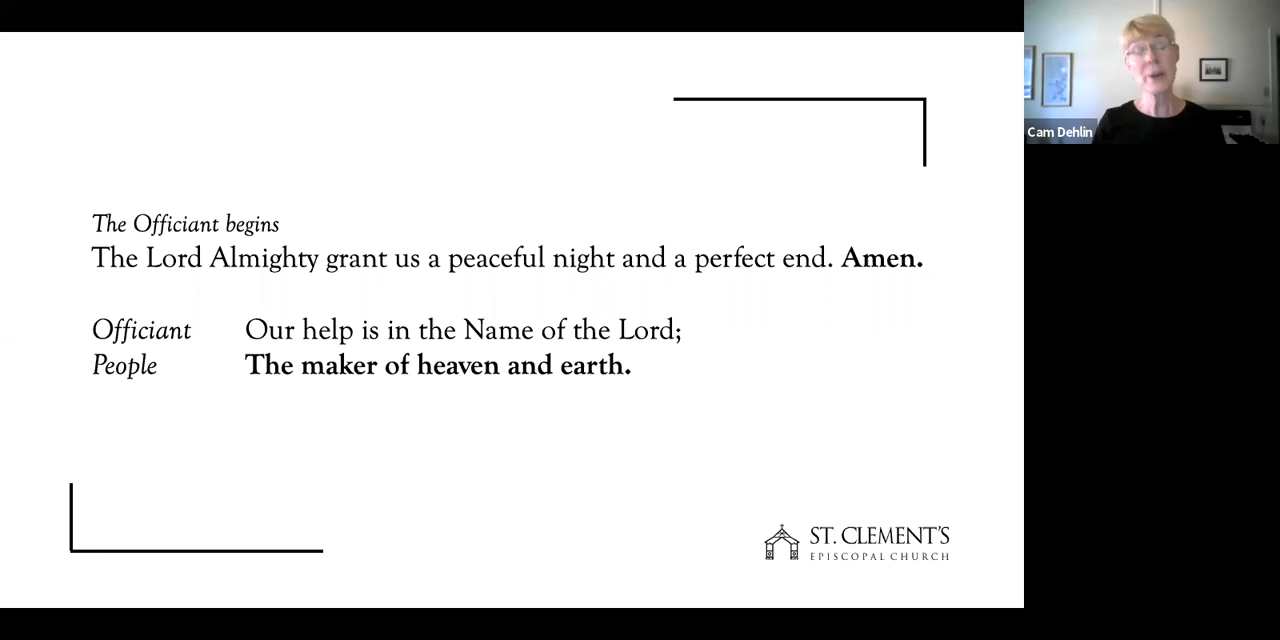 The Officiant begins
The Lord Almighty grant us a peaceful night and a perfect end. Amen.
Officiant Our help is in the Name of the Lord;
People The maker of heaven and earth.
ST. CLEMENT'S
EPISCOPAL CHURCH
Cam Dehlin